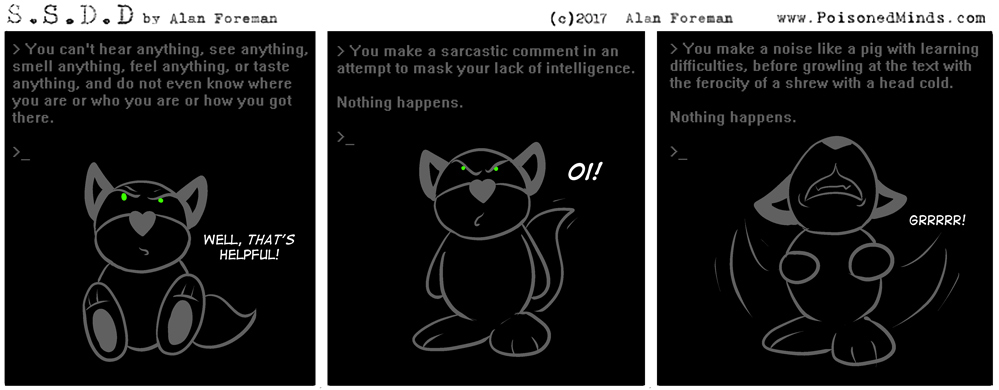 S.S.D.D by Alan Foreman (c)2017 Alan Foreman www.PoisonedMinds.com
> You can't hear anything, see anything,
smell anything, feel anything, or taste
anything, and do not even know where
you are or who you are or how you got
there.
>_
WELL, THAT'S
HELPFUL!
> You make a sarcastic comment in an
attempt to mask your lack of intelligence.
Nothing happens.
>_
OI!
> You make a noise like a pig with learning
difficulties, before growling at the text with
the ferocity of a shrew with a head cold.
Nothing happens.
>_
GRRRRR!